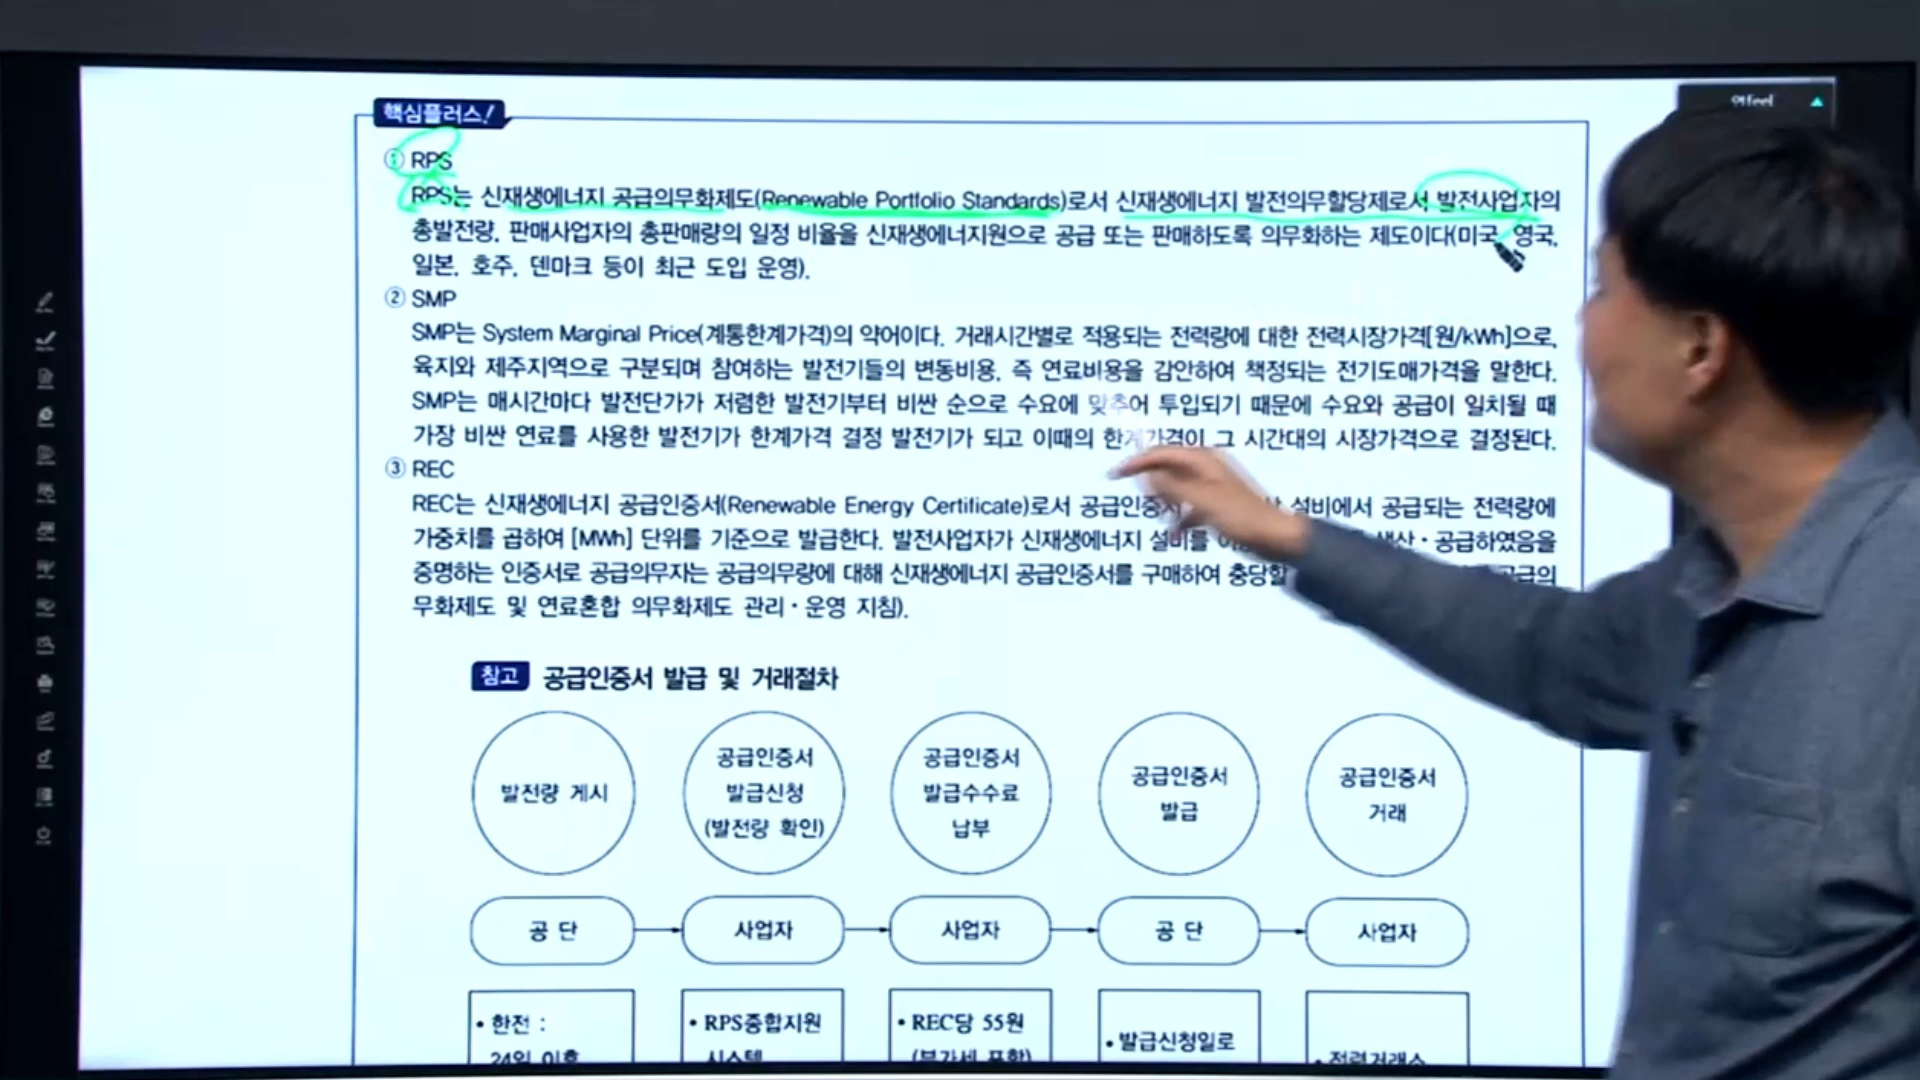 핵심플러스!
① RPS
RPS는 신재생에너지 공급의무화제도(Renewable Portfolio Standards)로서 신재생에너지 발전의무할당제로서 발전사업자의
총발전량, 판매사업자의 총판매량의 일정 비율을 신재생에너지원으로 공급 또는 판매하도록 의무화하는 제도이다(미국, 영국,
일본, 호주, 덴마크 등이 최근 도입 운영).
② SMP
SMP는 System Marginal Price(계통한계가격)의 약어이다. 거래시간별로 적용되는 전력량에 대한 전력시장가격[원/kWh]으로,
육지와 제주지역으로 구분되며 참여하는 발전기들의 변동비용, 즉 연료비용을 감안하여 책정되는 전기도매가격을 말한다.
SMP는 매시간마다 발전단가가 저렴한 발전기부터 비싼 순으로 수요에 맞추어 투입되기 때문에 수요와 공급이 일치될 때
가장 비싼 연료를 사용한 발전기가 한계가격 결정 발전기가 되고 이때의 한계가격이 그 시간대의 시장가격으로 결정된다.
③ REC
REC는 신재생에너지 공급인증서(Renewable Energy Certificate)로서 공급인증서 설비에서 공급되는 전력량에
가중치를 곱하여 [MWh] 단위를 기준으로 발급한다. 발전사업자가 신재생에너지 설비를 생산·공급하였음을
증명하는 인증서로 공급의무자는 공급의무량에 대해 신재생에너지 공급인증서를 구매하여 충당할 공급의
무화제도 및 연료혼합 의무화제도 관리·운영 지침).
참고 공급인증서 발급 및 거래절차
발전량 게시
공급인증서
발급신청
(발전량 확인)
공급인증서
발급수수료
납부
공급인증서
발급
공급인증서
거래
공단
사업자
사업자
공단
사업자
• 한전 :
24일 이후
• RPS종합지원
시스템
• REC당 55원
(부가세 포함)
• 발급신청일로
• 전력거래소